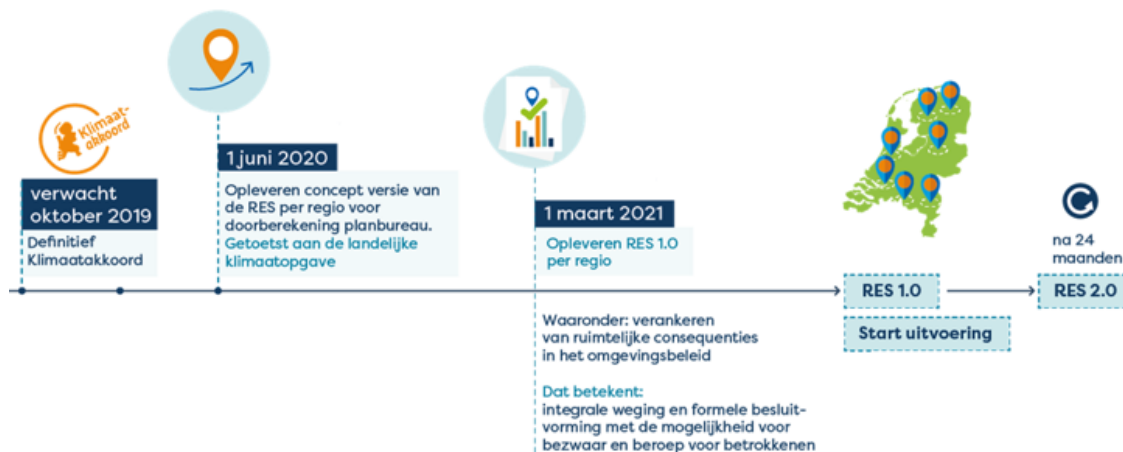 Klimaat-
akkoord
verwacht
oktober 2019
Definitief
Klimaatakkoord
1 juni 2020
Opleveren concept versie van
de RES per regio voor
doorberekening planbureau.
Getoetst aan de landelijke
klimaatopgave
1 maart 2021
Opleveren RES 1.0
per regio
Waaronder: verankeren
van ruimtelijke consequenties
in het omgevingsbeleid
Dat betekent:
integrale weging en formele besluit-
vorming met de mogelijkheid voor
bezwaar en beroep voor betrokkenen
RES 1.0
Start uitvoering
na 24
maanden
RES 2.0